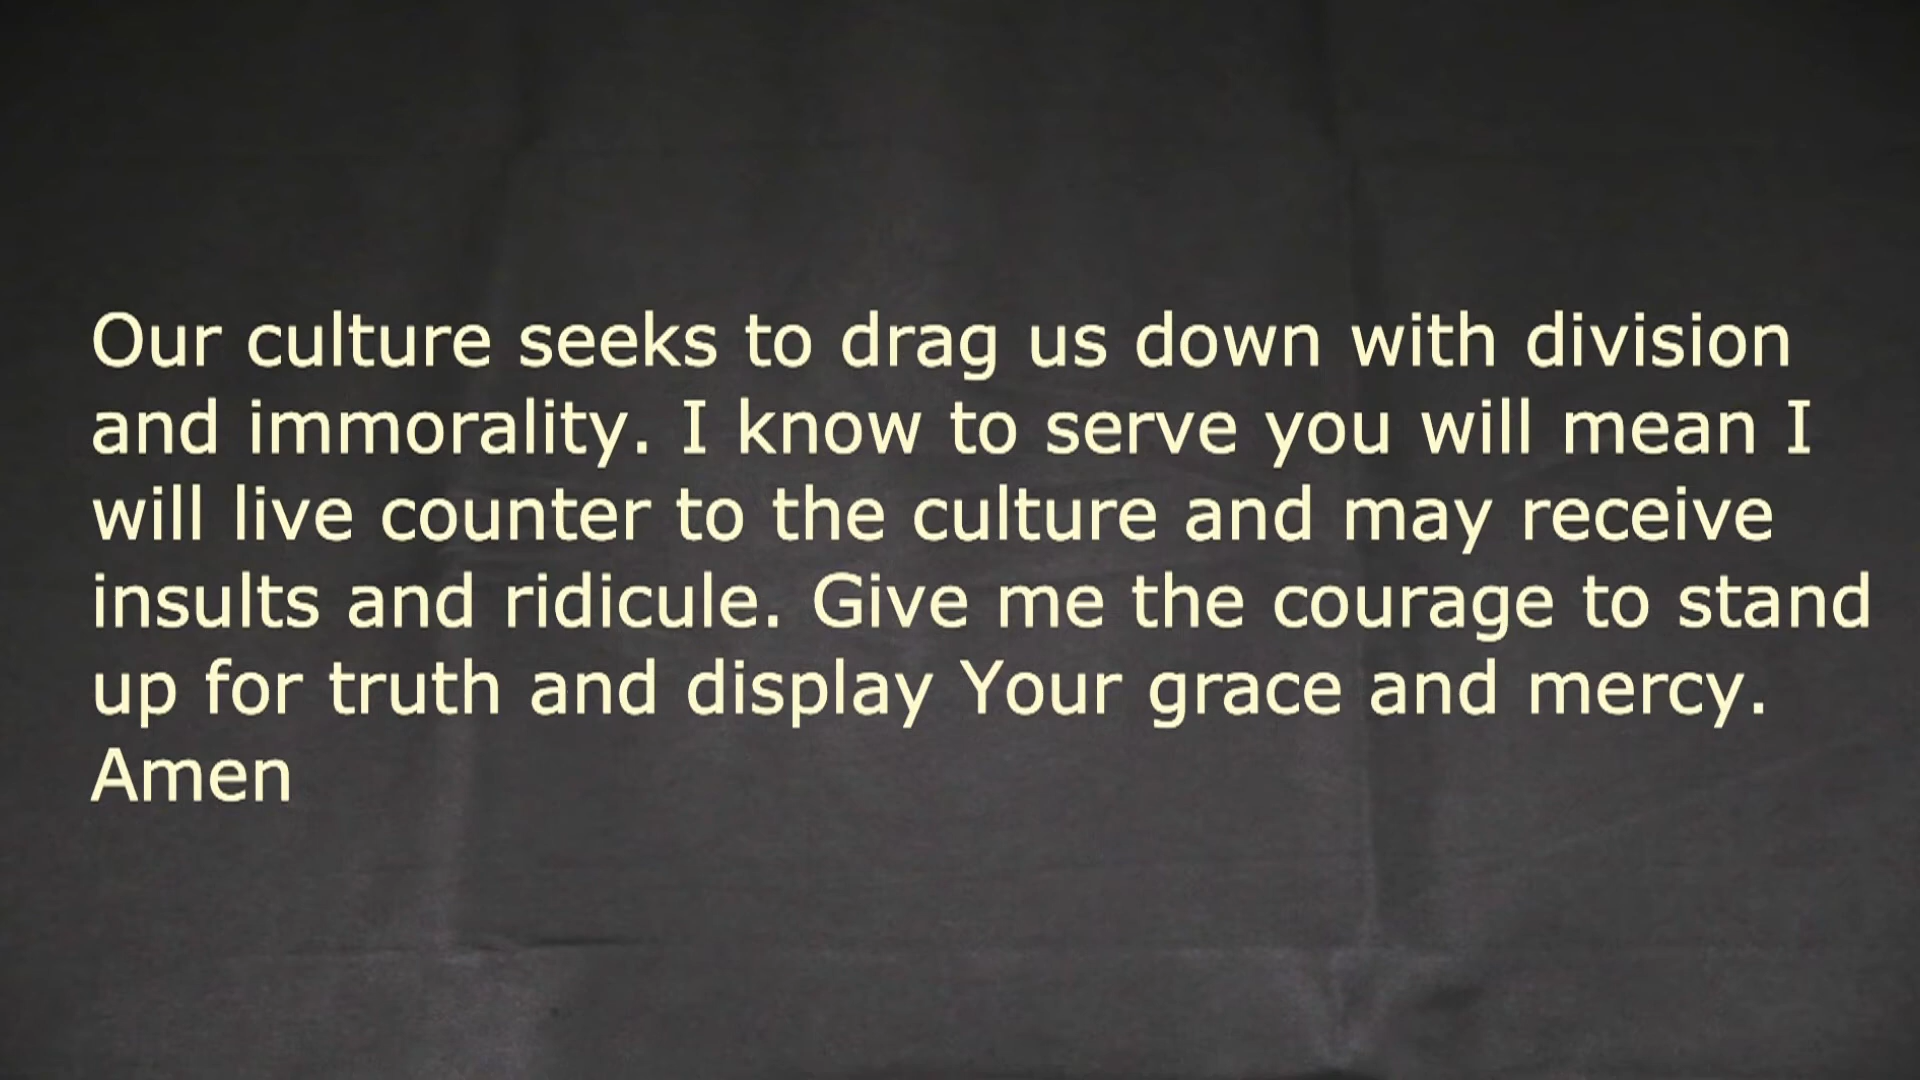 Our culture seeks to drag us down with division
and immorality. I know to serve you will mean I
will live counter to the culture and may receive
insults and ridicule. Give me the courage to stand
up for truth and display Your grace and mercy.
Amen